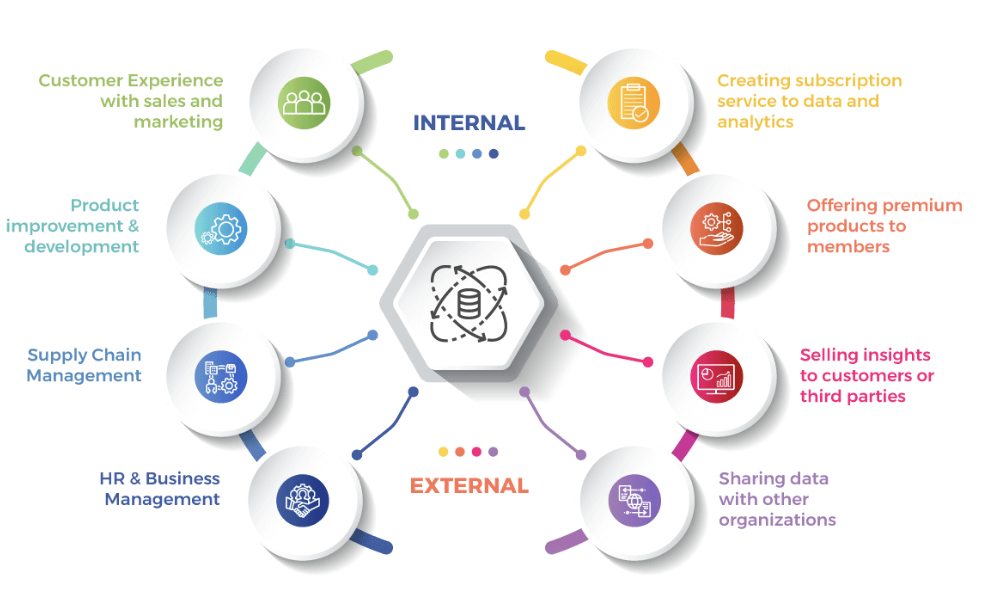 INTERNAL
Customer Experience
with sales and
marketing
Product
improvement &
development
Supply Chain
Management
HR & Business
Management
EXTERNAL
Creating subscription
service to data and
analytics
Offering premium
products to
members
Selling insights
to customers or
third parties
Sharing data
with other
organizations